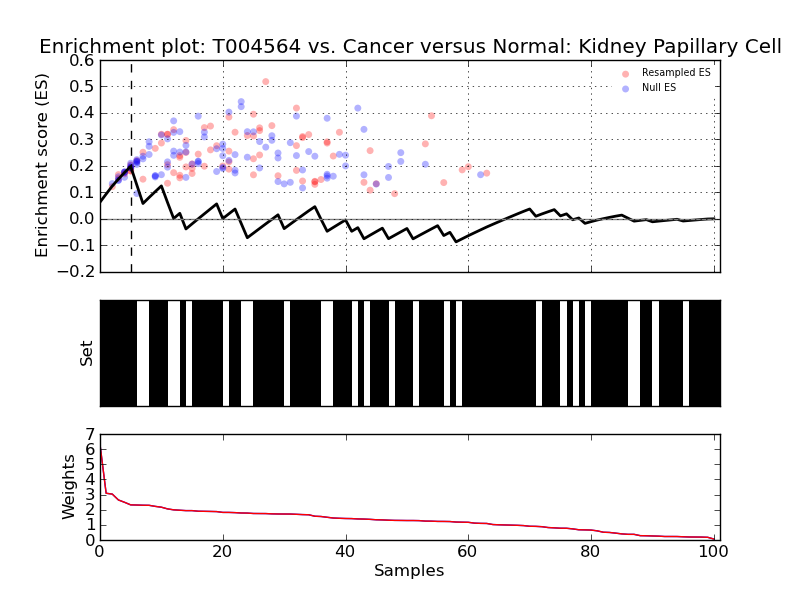 Enrichment plot: T004564 vs. Cancer versus Normal: Kidney Papillary Cell
0.6
0.5
0.4
0.3
0.2
0.1
0.0
−0.1
−0.2
Enrichment score (ES)
Resampled ES
Null ES
Set
7
6
5
4
3
2
1
0
Weights
0 20 40 60 80 100
Samples